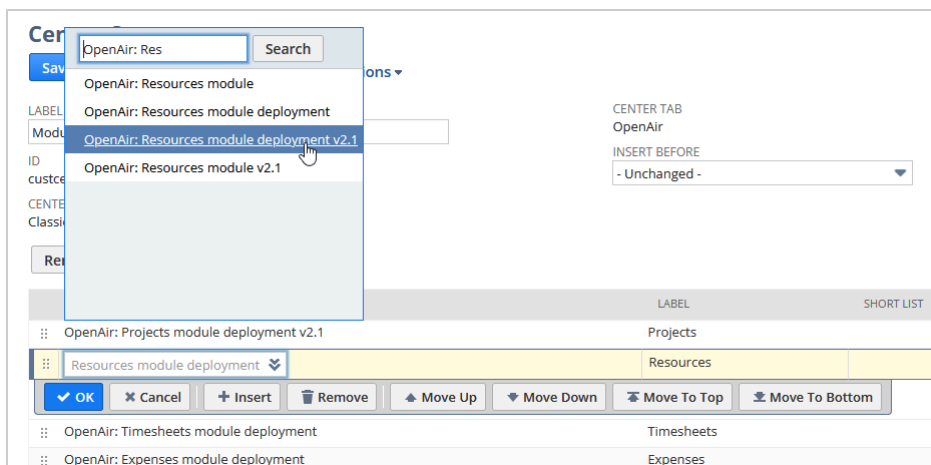 Cen
OpenAir: Res
Search
Sav
ions
OpenAir: Resources module
LABEL
OpenAir: Resources module deployment
CENTER TAB
OpenAir
Modu
OpenAir: Resources module deployment v2.1
INSERT BEFORE
ID
OpenAir: Resources module v2.1
- Unchanged -
custce
CENTE
Classi
Rer
LABEL
SHORT LIST
OpenAir: Projects module deployment v2.1
Projects
Resources module deployment
Resources
OK
Cancel
Insert
Remove
Move Up
Move Down
Move To Top
Move To Bottom
OpenAir: Timesheets module deployment
Timesheets
OpenAir: Expenses module deployment
Expenses